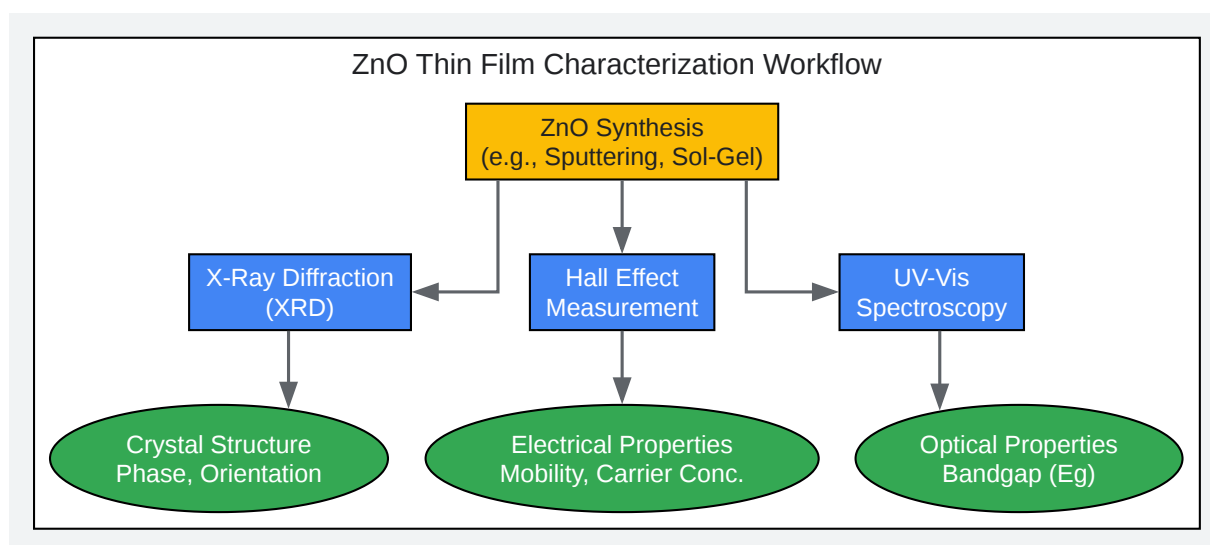 ZnO Thin Film Characterization Workflow
ZnO Synthesis
(e.g., Sputtering, Sol-Gel)
X-Ray Diffraction
(XRD)
Hall Effect
Measurement
UV-Vis
Spectroscopy
Crystal Structure
Phase, Orientation
Electrical Properties
Mobility, Carrier Conc.
Optical Properties
Bandgap (Eg)